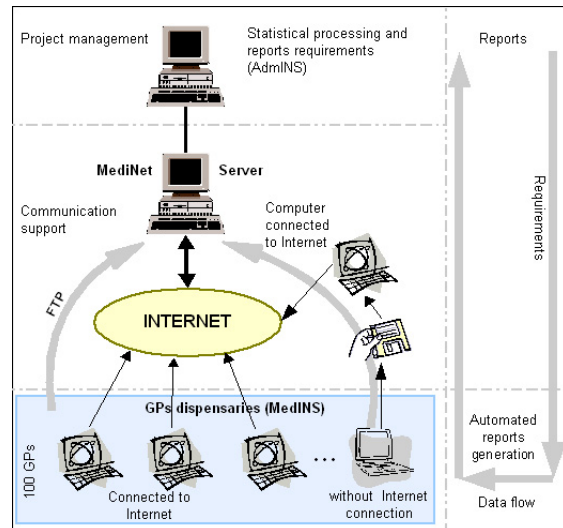 Project management
Statistical processing and
reports requirements
(AdmINS)
Reports
MediNet Server
Communication
support
Computer
connected
to Internet
Requirements
FTP
INTERNET
GPs dispensaries (MedINS)
100 GPs
...
Connected to
Internet
without Internet
connection
Automated
reports
generation
Data flow